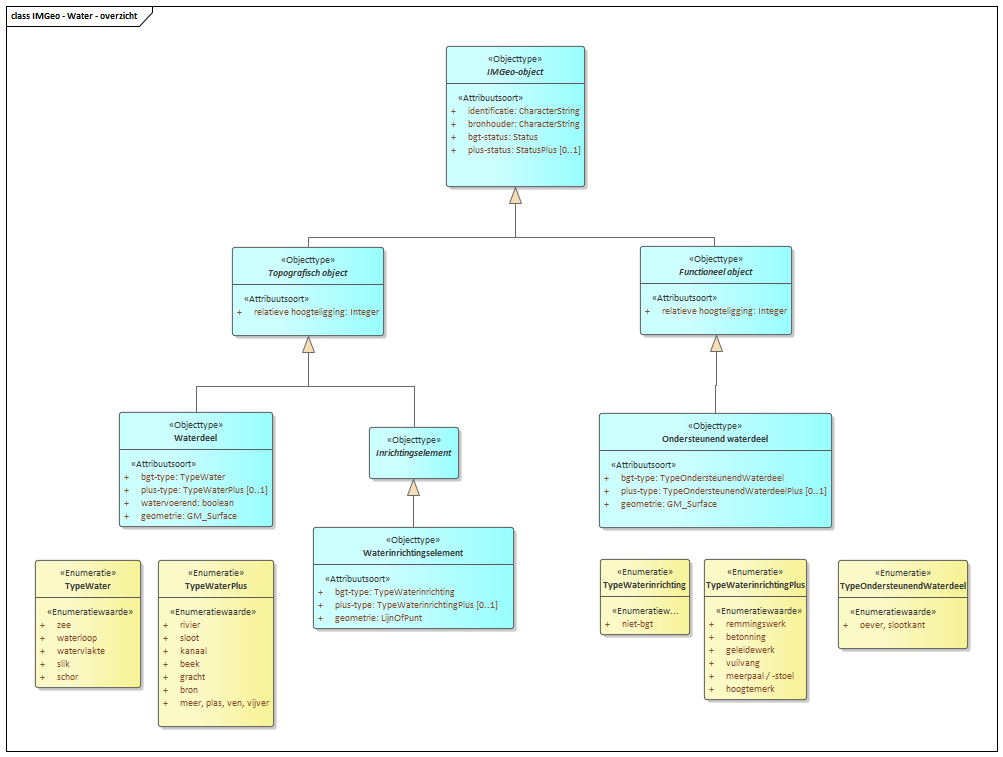 class IMGeo - Water - overzicht
«Objecttype»
IMGeo-object
«Attribuutsoort»
+ identificatie: CharacterString
+ bronhouder: CharacterString
+ bgt-status: Status
+ plus-status: StatusPlus [0..1]
«Objecttype»
Topografisch object
«Attribuutsoort»
+ relatieve hoogteligging: Integer
«Objecttype»
Functioneel object
«Attribuutsoort»
+ relatieve hoogteligging: Integer
«Objecttype»
Waterdeel
«Attribuutsoort»
+ bgt-type: TypeWater
+ plus-type: TypeWaterPlus [0..1]
+ watervoerend: boolean
+ geometrie: GM_Surface
«Objecttype»
Inrichtingselement
«Objecttype»
Ondersteunend waterdeel
«Attribuutsoort»
+ bgt-type: TypeOndersteunendWaterdeel
+ plus-type: TypeOndersteunendWaterdeelPlus [0..1]
+ geometrie: GM_Surface
«Objecttype»
Waterinrichtingselement
«Attribuutsoort»
+ bgt-type: TypeWaterinrichting
+ plus-type: TypeWaterinrichtingPlus [0..1]
+ geometrie: LijnOfPunt
«Enumeratie»
TypeWater
«Enumeratiewaarde»
+ zee
+ waterloop
+ watervlakte
+ slik
+ schor
«Enumeratie»
TypeWaterPlus
«Enumeratiewaarde»
+ rivier
+ sloot
+ kanaal
+ beek
+ gracht
+ bron
+ meer, plas, ven, vijver
«Enumeratie»
TypeWaterinrichting
«Enumeratiew...
+ niet-bgt
«Enumeratie»
TypeWaterinrichtingPlus
«Enumeratiewaarde»
+ remmingswerk
+ betonning
+ geleidewerk
+ vuilvang
+ meerpaal / -stoel
+ hoogtemerk
«Enumeratie»
TypeOndersteunendWaterdeel
«Enumeratiewaarde»
+ oever, slootkant